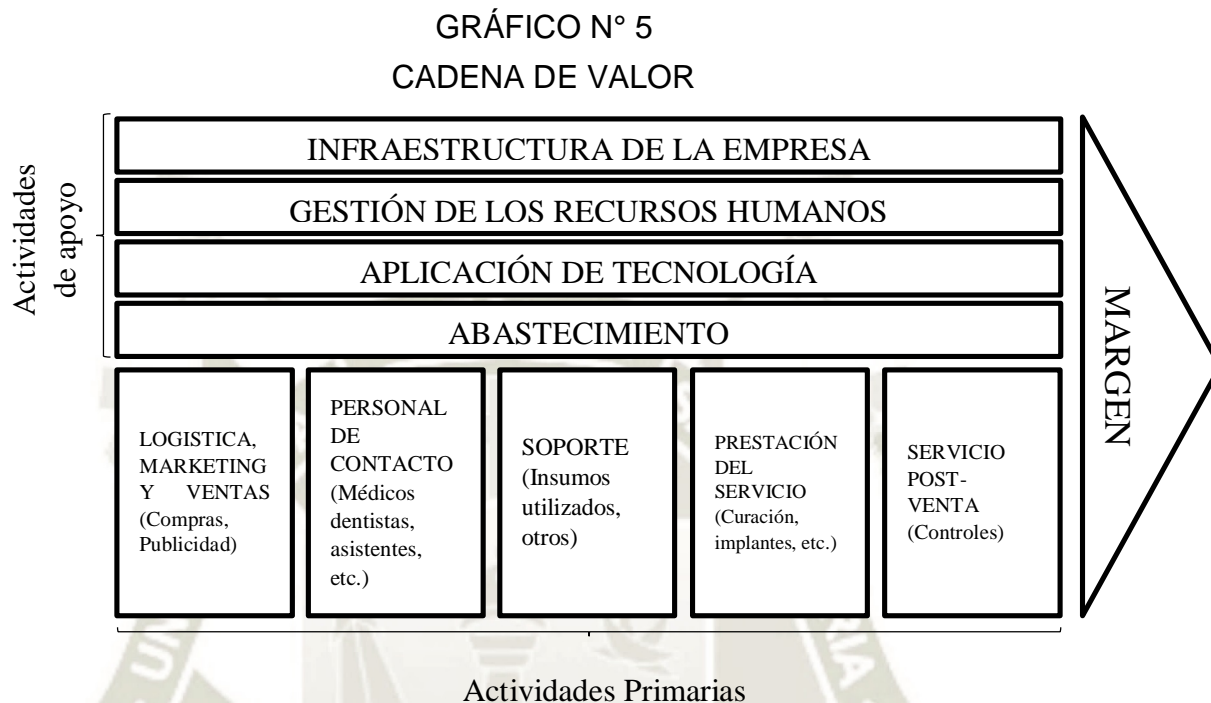 GRÁFICO N° 5
CADENA DE VALOR
Actividades
de apoyo
INFRAESTRUCTURA DE LA EMPRESA
GESTIÓN DE LOS RECURSOS HUMANOS
APLICACIÓN DE TECNOLOGÍA
ABASTECIMIENTO
LOGISTICA,
MARKETING
Y VENTAS
(Compras,
Publicidad)
PERSONAL
DE
CONTACTO
(Médicos
dentistas,
asistentes,
etc.)
SOPORTE
(Insumos
utilizados,
otros)
PRESTACIÓN
DEL
SERVICIO
(Curación,
implantes, etc.)
SERVICIO
POST-
VENTA
(Controles)
MARGEN
Actividades Primarias